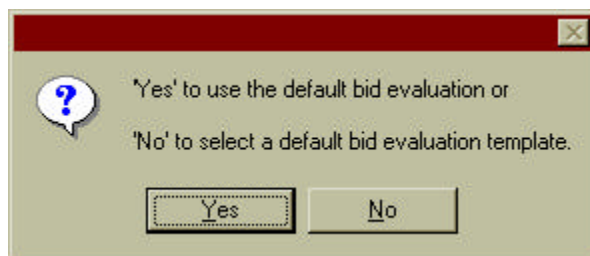 ?
'Yes' to use the default bid evaluation or
'No' to select a default bid evaluation template.
Yes No